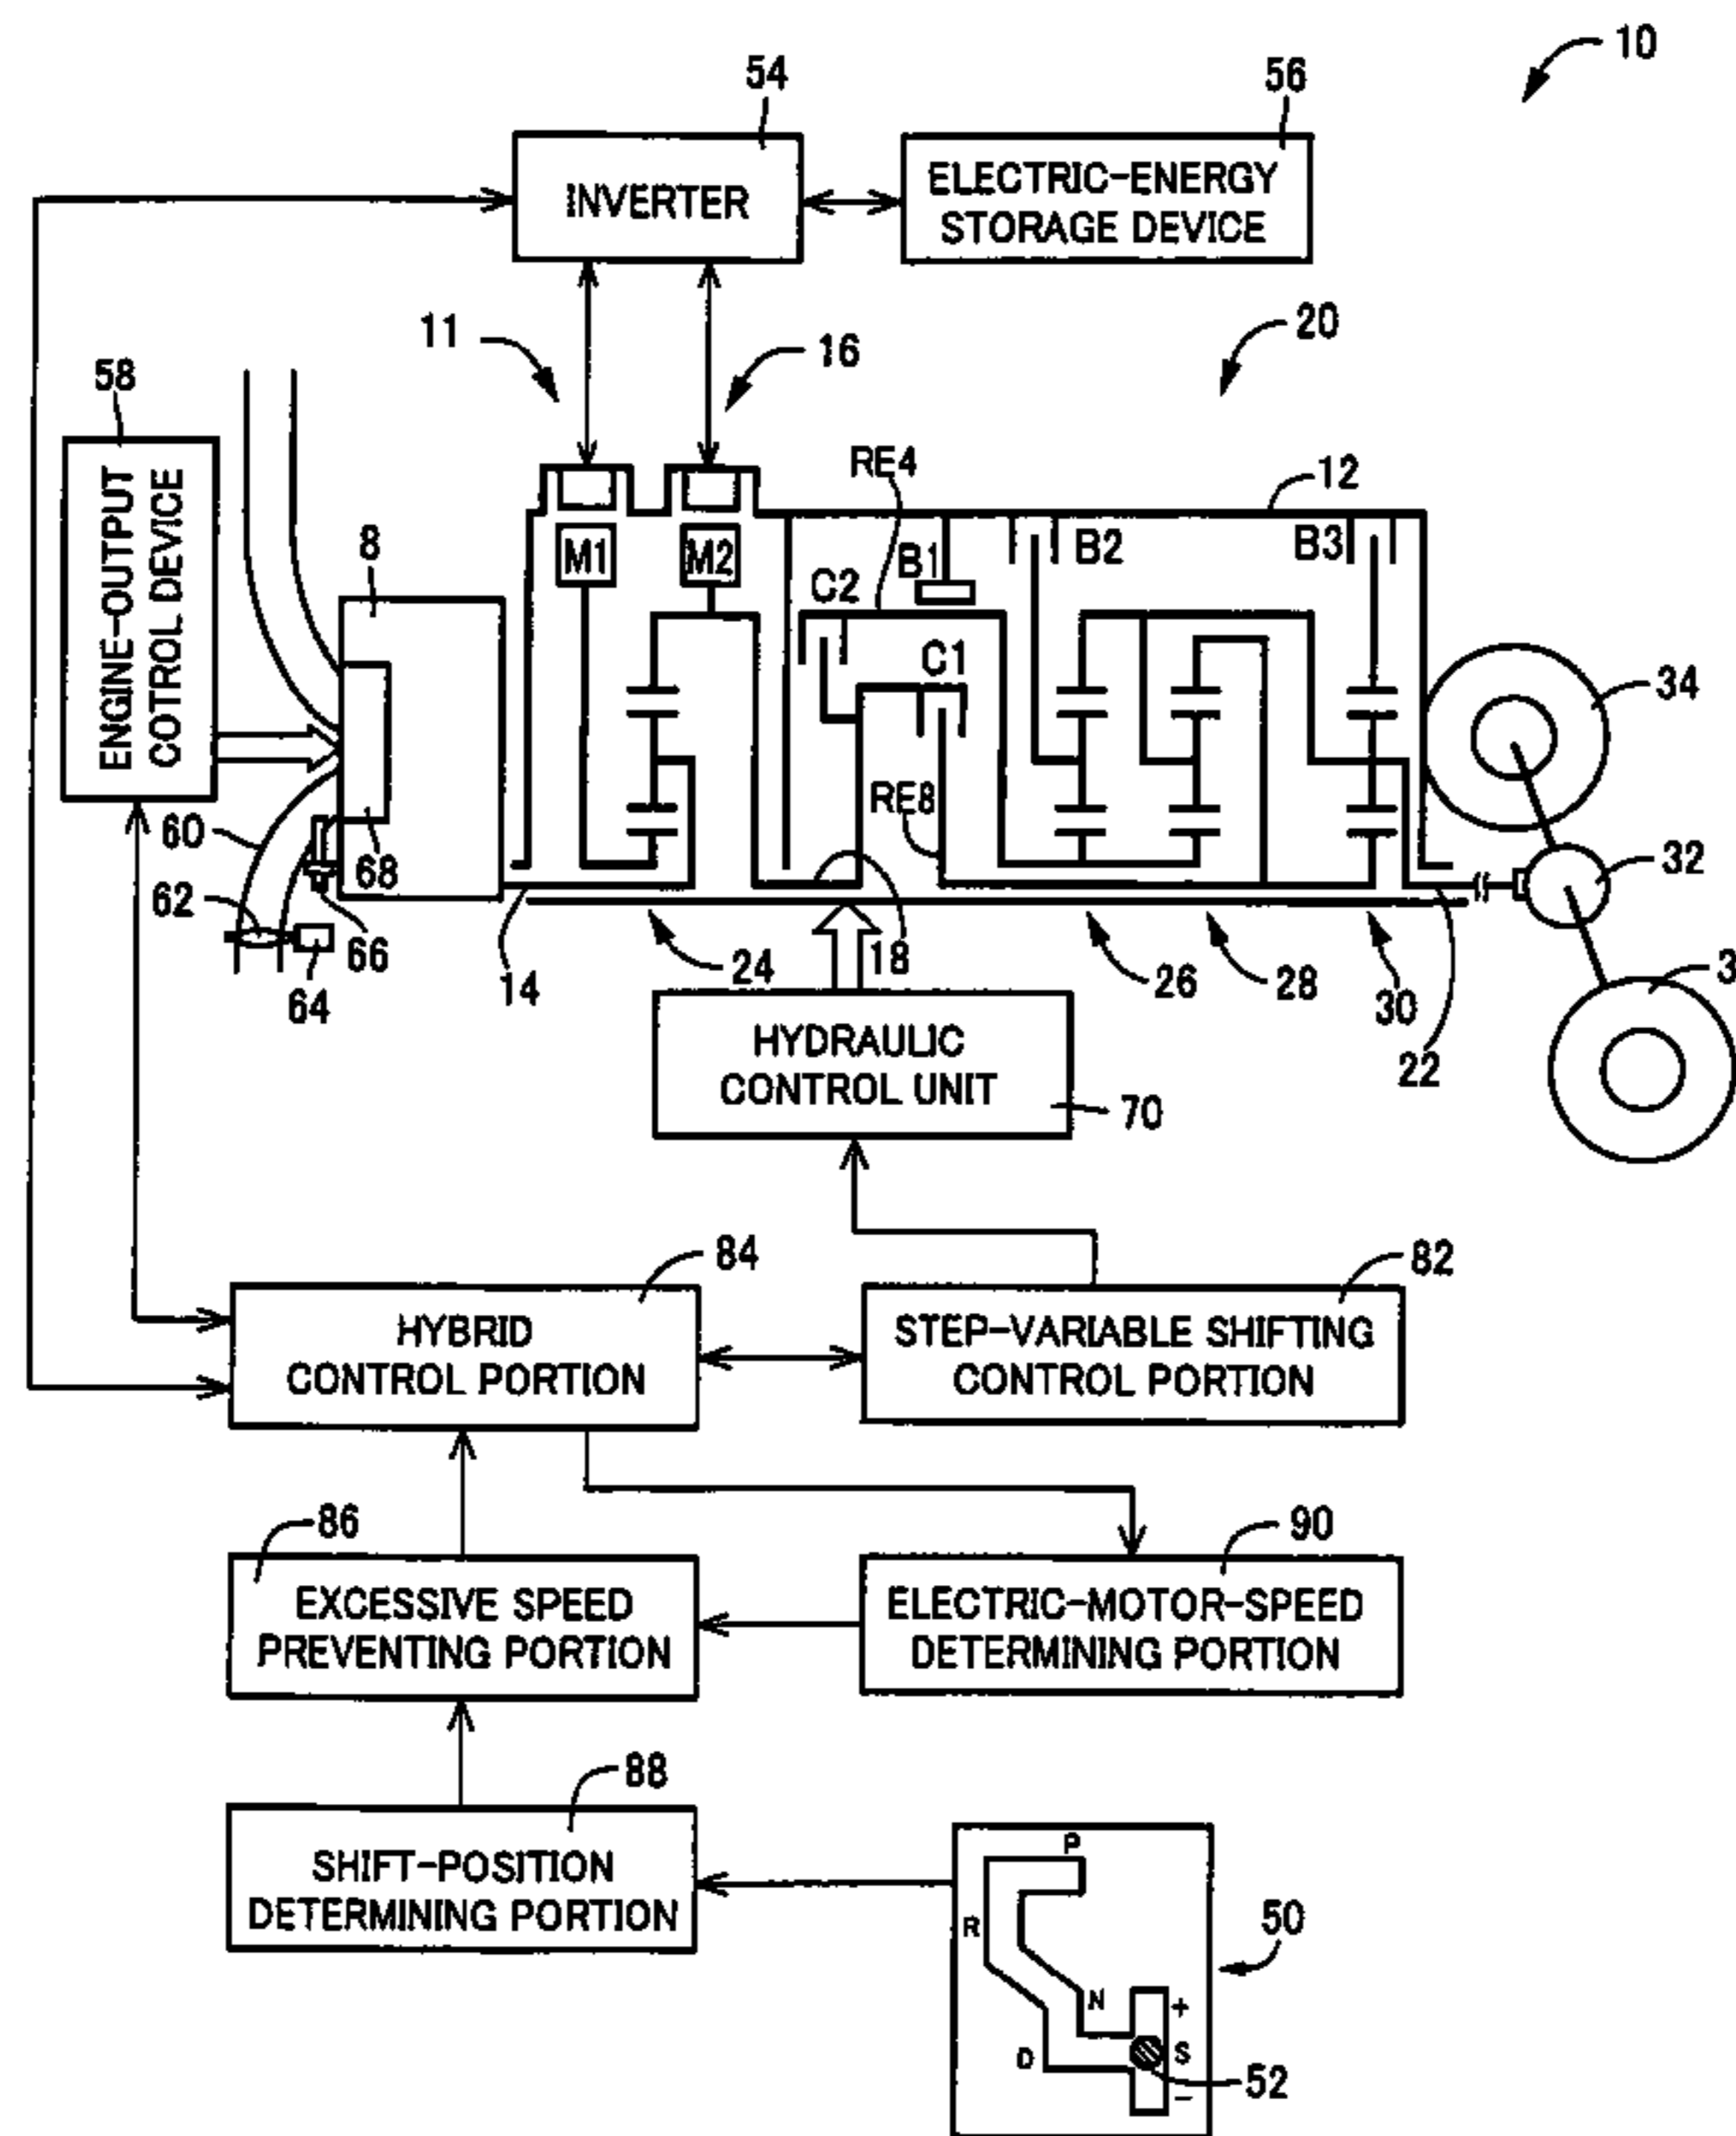 10
54
56
INVERTER
ELECTRIC-ENERGY
STORAGE DEVICE
11
16
20
58
ENGINE-OUTPUT
COTROL DEVICE
RE4
12
8
M1
M2
C2
B1
B2
B3
C1
34
RE8
60
68
32
62
66
64
14
24
18
26
28
30
22
3
HYDRAULIC
CONTROL UNIT
70
84
82
HYBRID
CONTROL PORTION
STEP-VARIABLE SHIFTING
CONTROL PORTION
86
90
EXCESSIVE SPEED
PREVENTING PORTION
ELECTRIC-MOTOR-SPEED
DETERMINING PORTION
88
SHIFT-POSITION
DETERMINING PORTION
P
R
N
D
+
S
-
50
52